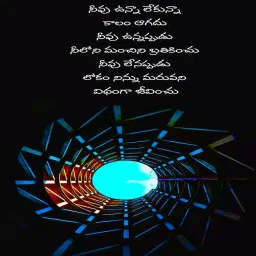 నీవు ఉన్నా లేకున్నా
కాలం ఆగదు
నీవు ఉన్నప్పుడు
నీలోని మంచిని బ్రతికించు
నీవు లేనప్పుడు
లోకం నిన్ను మరువని
విధంగా జీవించు